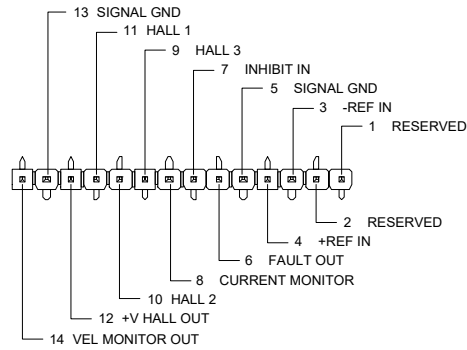 13 SIGNAL GND
11 HALL 1
9 HALL 3
7 INHIBIT IN
5 SIGNAL GND
3 -REF IN
1 RESERVED
2 RESERVED
4 +REF IN
6 FAULT OUT
8 CURRENT MONITOR
10 HALL 2
12 +V HALL OUT
14 VEL MONITOR OUT